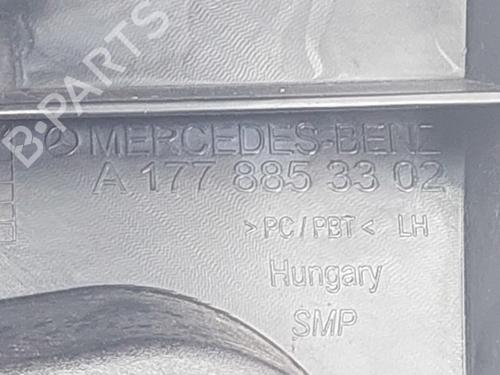 B-PARTS
MERCEDES-BENZ
A 177 885 33 02
>PC/PBT< LH
Hungary
SMP